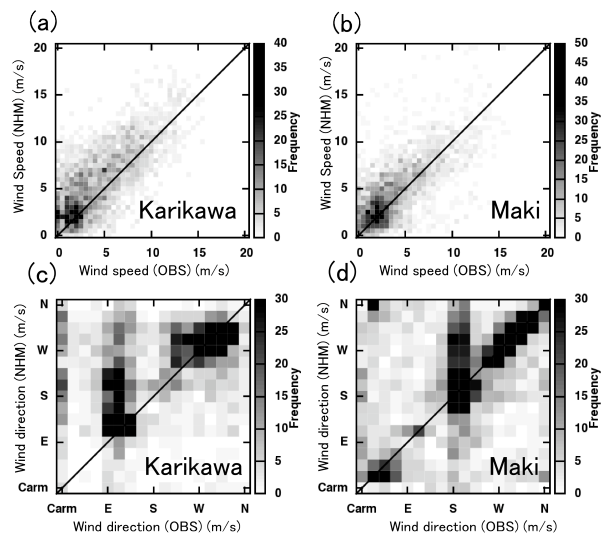 (a)
(b)
20
15
10
5
0
Wind Speed (NHM) (m/s)
0 5 10 15 20
Wind speed (OBS) (m/s)
Karikawa
40
35
30
25
20
15
10
5
0
Frequency
20
15
10
5
0
Wind Speed (NHM) (m/s)
0 5 10 15 20
Wind speed (OBS) (m/s)
Maki
50
45
40
35
30
25
20
15
10
5
0
Frequency
(c)
(d)
N
W
S
E
Carm
Wind direction (NHM) (m/s)
Carm E S W N
Wind direction (OBS) (m/s)
Karikawa
30
25
20
15
10
5
0
Frequency
N
W
S
E
Carm
Wind direction (NHM) (m/s)
Carm E S W N
Wind direction (OBS) (m/s)
Maki
30
25
20
15
10
5
0
Frequency